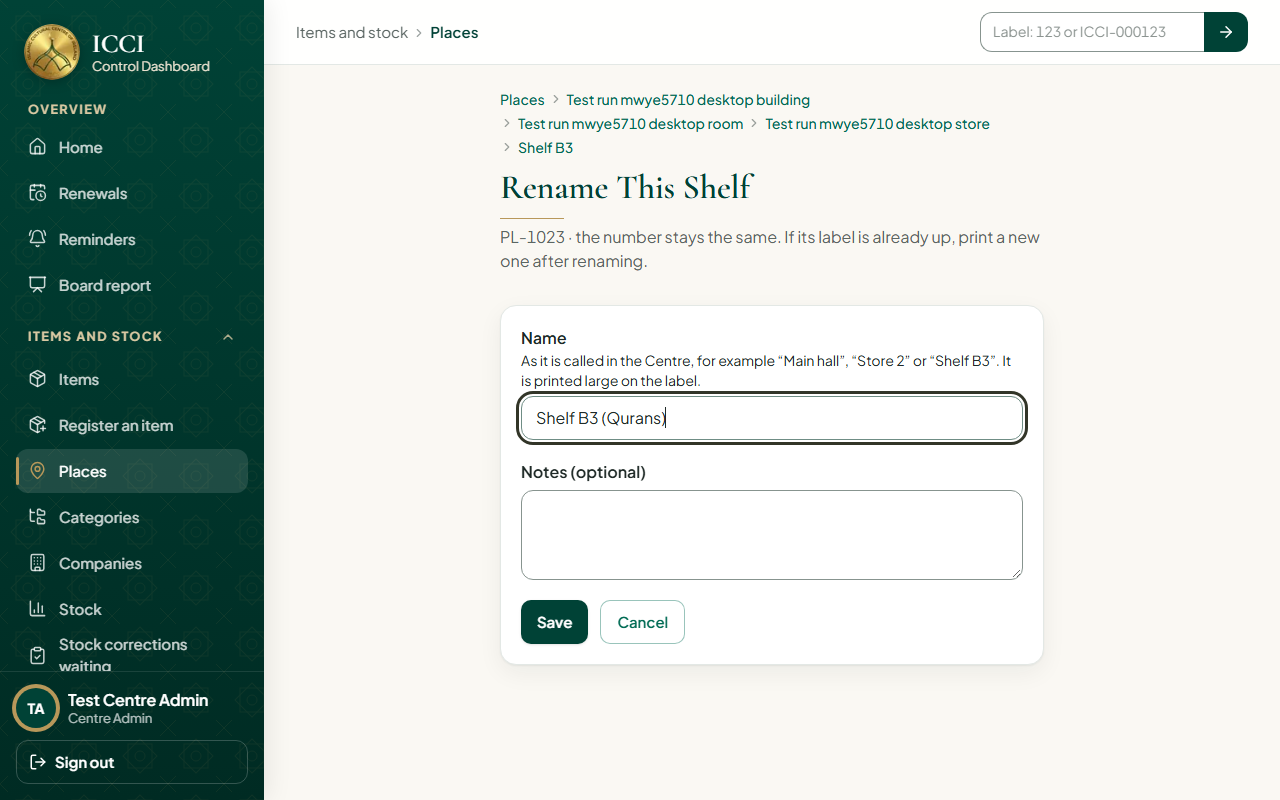 ICCI
Control Dashboard
OVERVIEW
Home
Renewals
Reminders
Board report
ITEMS AND STOCK
Items
Register an item
Places
Categories
Companies
Stock
Stock corrections
waiting
TA
Test Centre Admin
Centre Admin
Sign out
Items and stock > Places
Label: 123 or ICCI-000123
Places > Test run mwye5710 desktop building
> Test run mwye5710 desktop room > Test run mwye5710 desktop store
> Shelf B3
Rename This Shelf
PL-1023 · the number stays the same. If its label is already up, print a new
one after renaming.
Name
As it is called in the Centre, for example “Main hall”, “Store 2” or “Shelf B3”. It
is printed large on the label.
Shelf B3 (Qurans)
Notes (optional)
Save
Cancel